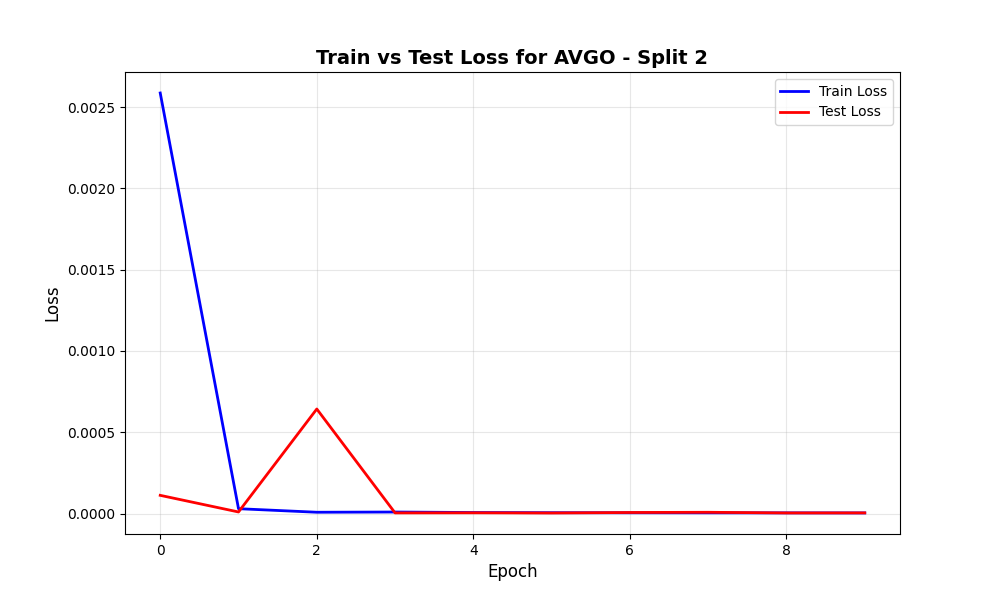 Train vs Test Loss for AVGO - Split 2
Train Loss
Test Loss
0.0025
0.0020
0.0015
0.0010
0.0005
0.0000
Loss
0 2 4 6 8
Epoch